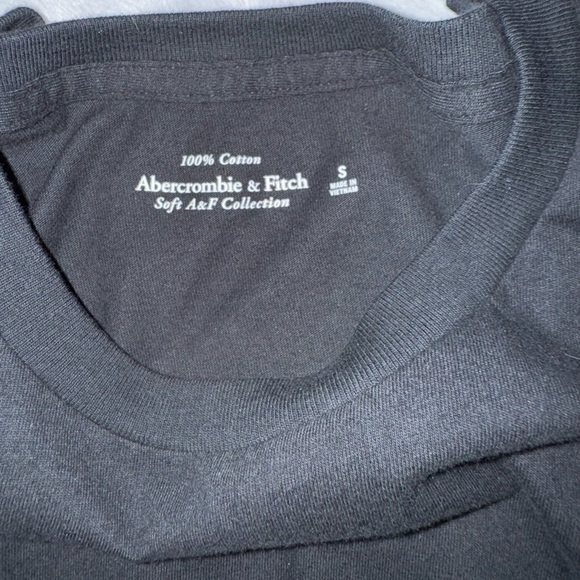 100% Cotton
Abercrombie & Fitch
Soft A&F Collection
S
MADE IN
VIETNAM